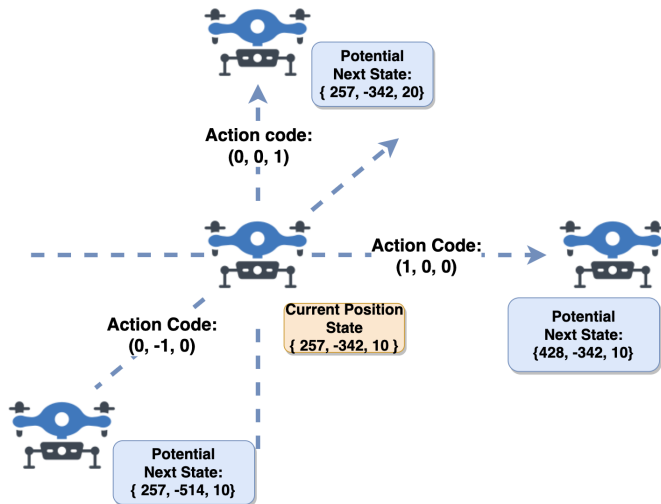 Potential
Next State:
{ 257, -342, 20}
Action code:
(0, 0, 1)
Action Code:
(1, 0, 0)
Current Position
State
{ 257, -342, 10 }
Potential
Next State:
{428, -342, 10}
Action Code:
(0, -1, 0)
Potential
Next State:
{ 257, -514, 10}